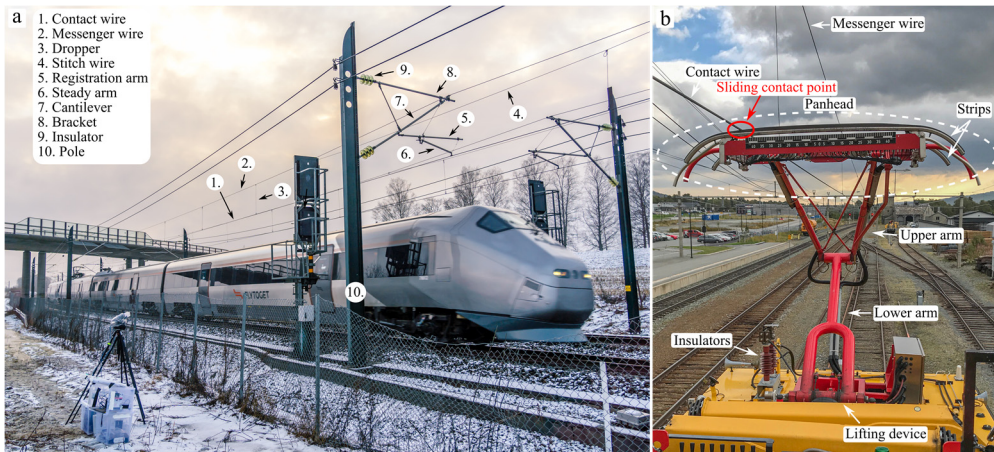 a
1. Contact wire
2. Messenger wire
3. Dropper
4. Stitch wire
5. Registration arm
6. Steady arm
7. Cantilever
8. Bracket
9. Insulator
10. Pole
9.
8.
7.
5.
4.
6.
2.
1.
3.
10.
FLYTOGET
b
Messenger wire
Contact wire
Sliding contact point
Panhead
Strips
Upper arm
Lower arm
Insulators
Lifting device